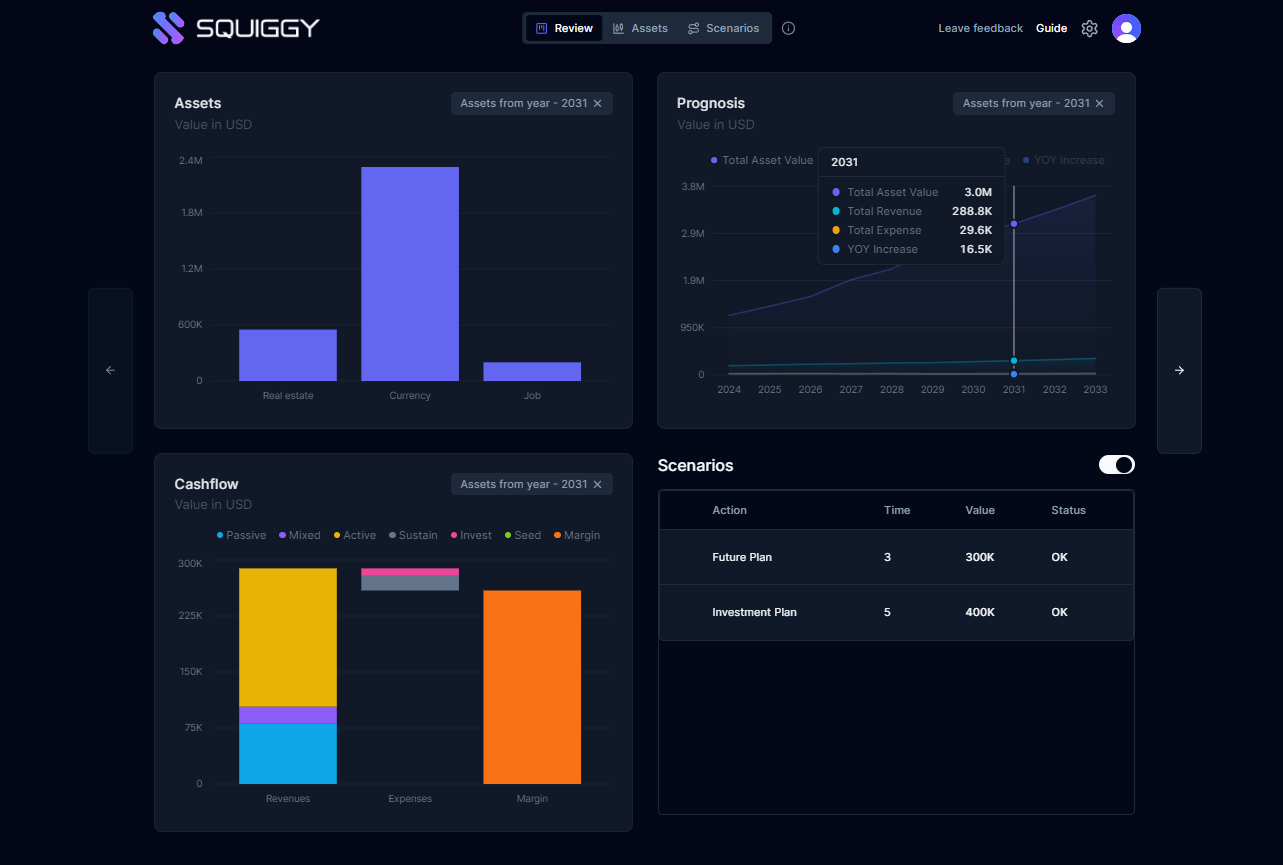 SQUIGGY
Review Assets Scenarios
Leave feedback Guide
Assets
Assets from year - 2031
Value in USD
2.4M
1.8M
1.2M
600K
0
Real estate Currency Job
Prognosis
Assets from year - 2031
Value in USD
Total Asset Value YOY Increase
2031
Total Asset Value 3.0M
Total Revenue 288.8K
Total Expense 29.6K
YOY Increase 16.5K
3.8M
2.9M
1.9M
950K
0
2024 2025 2026 2027 2028 2029 2030 2031 2032 2033
Cashflow
Assets from year - 2031
Value in USD
Passive Mixed Active Sustain Invest Seed Margin
300K
225K
150K
75K
0
Revenues Expenses Margin
Scenarios
Action Time Value Status
Future Plan 3 300K OK
Investment Plan 5 400K OK